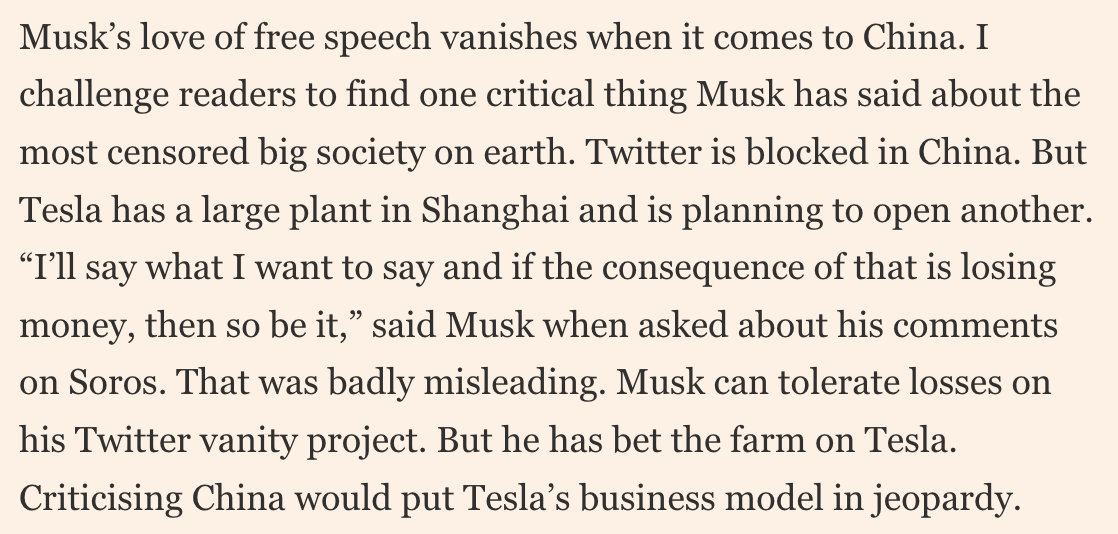 Musk’s love of free speech vanishes when it comes to China. I
challenge readers to find one critical thing Musk has said about the
most censored big society on earth. Twitter is blocked in China. But
Tesla has a large plant in Shanghai and is planning to open another.
“I’ll say what I want to say and if the consequence of that is losing
money, then so be it,” said Musk when asked about his comments
on Soros. That was badly misleading. Musk can tolerate losses on
his Twitter vanity project. But he has bet the farm on Tesla.
Criticising China would put Tesla’s business model in jeopardy.